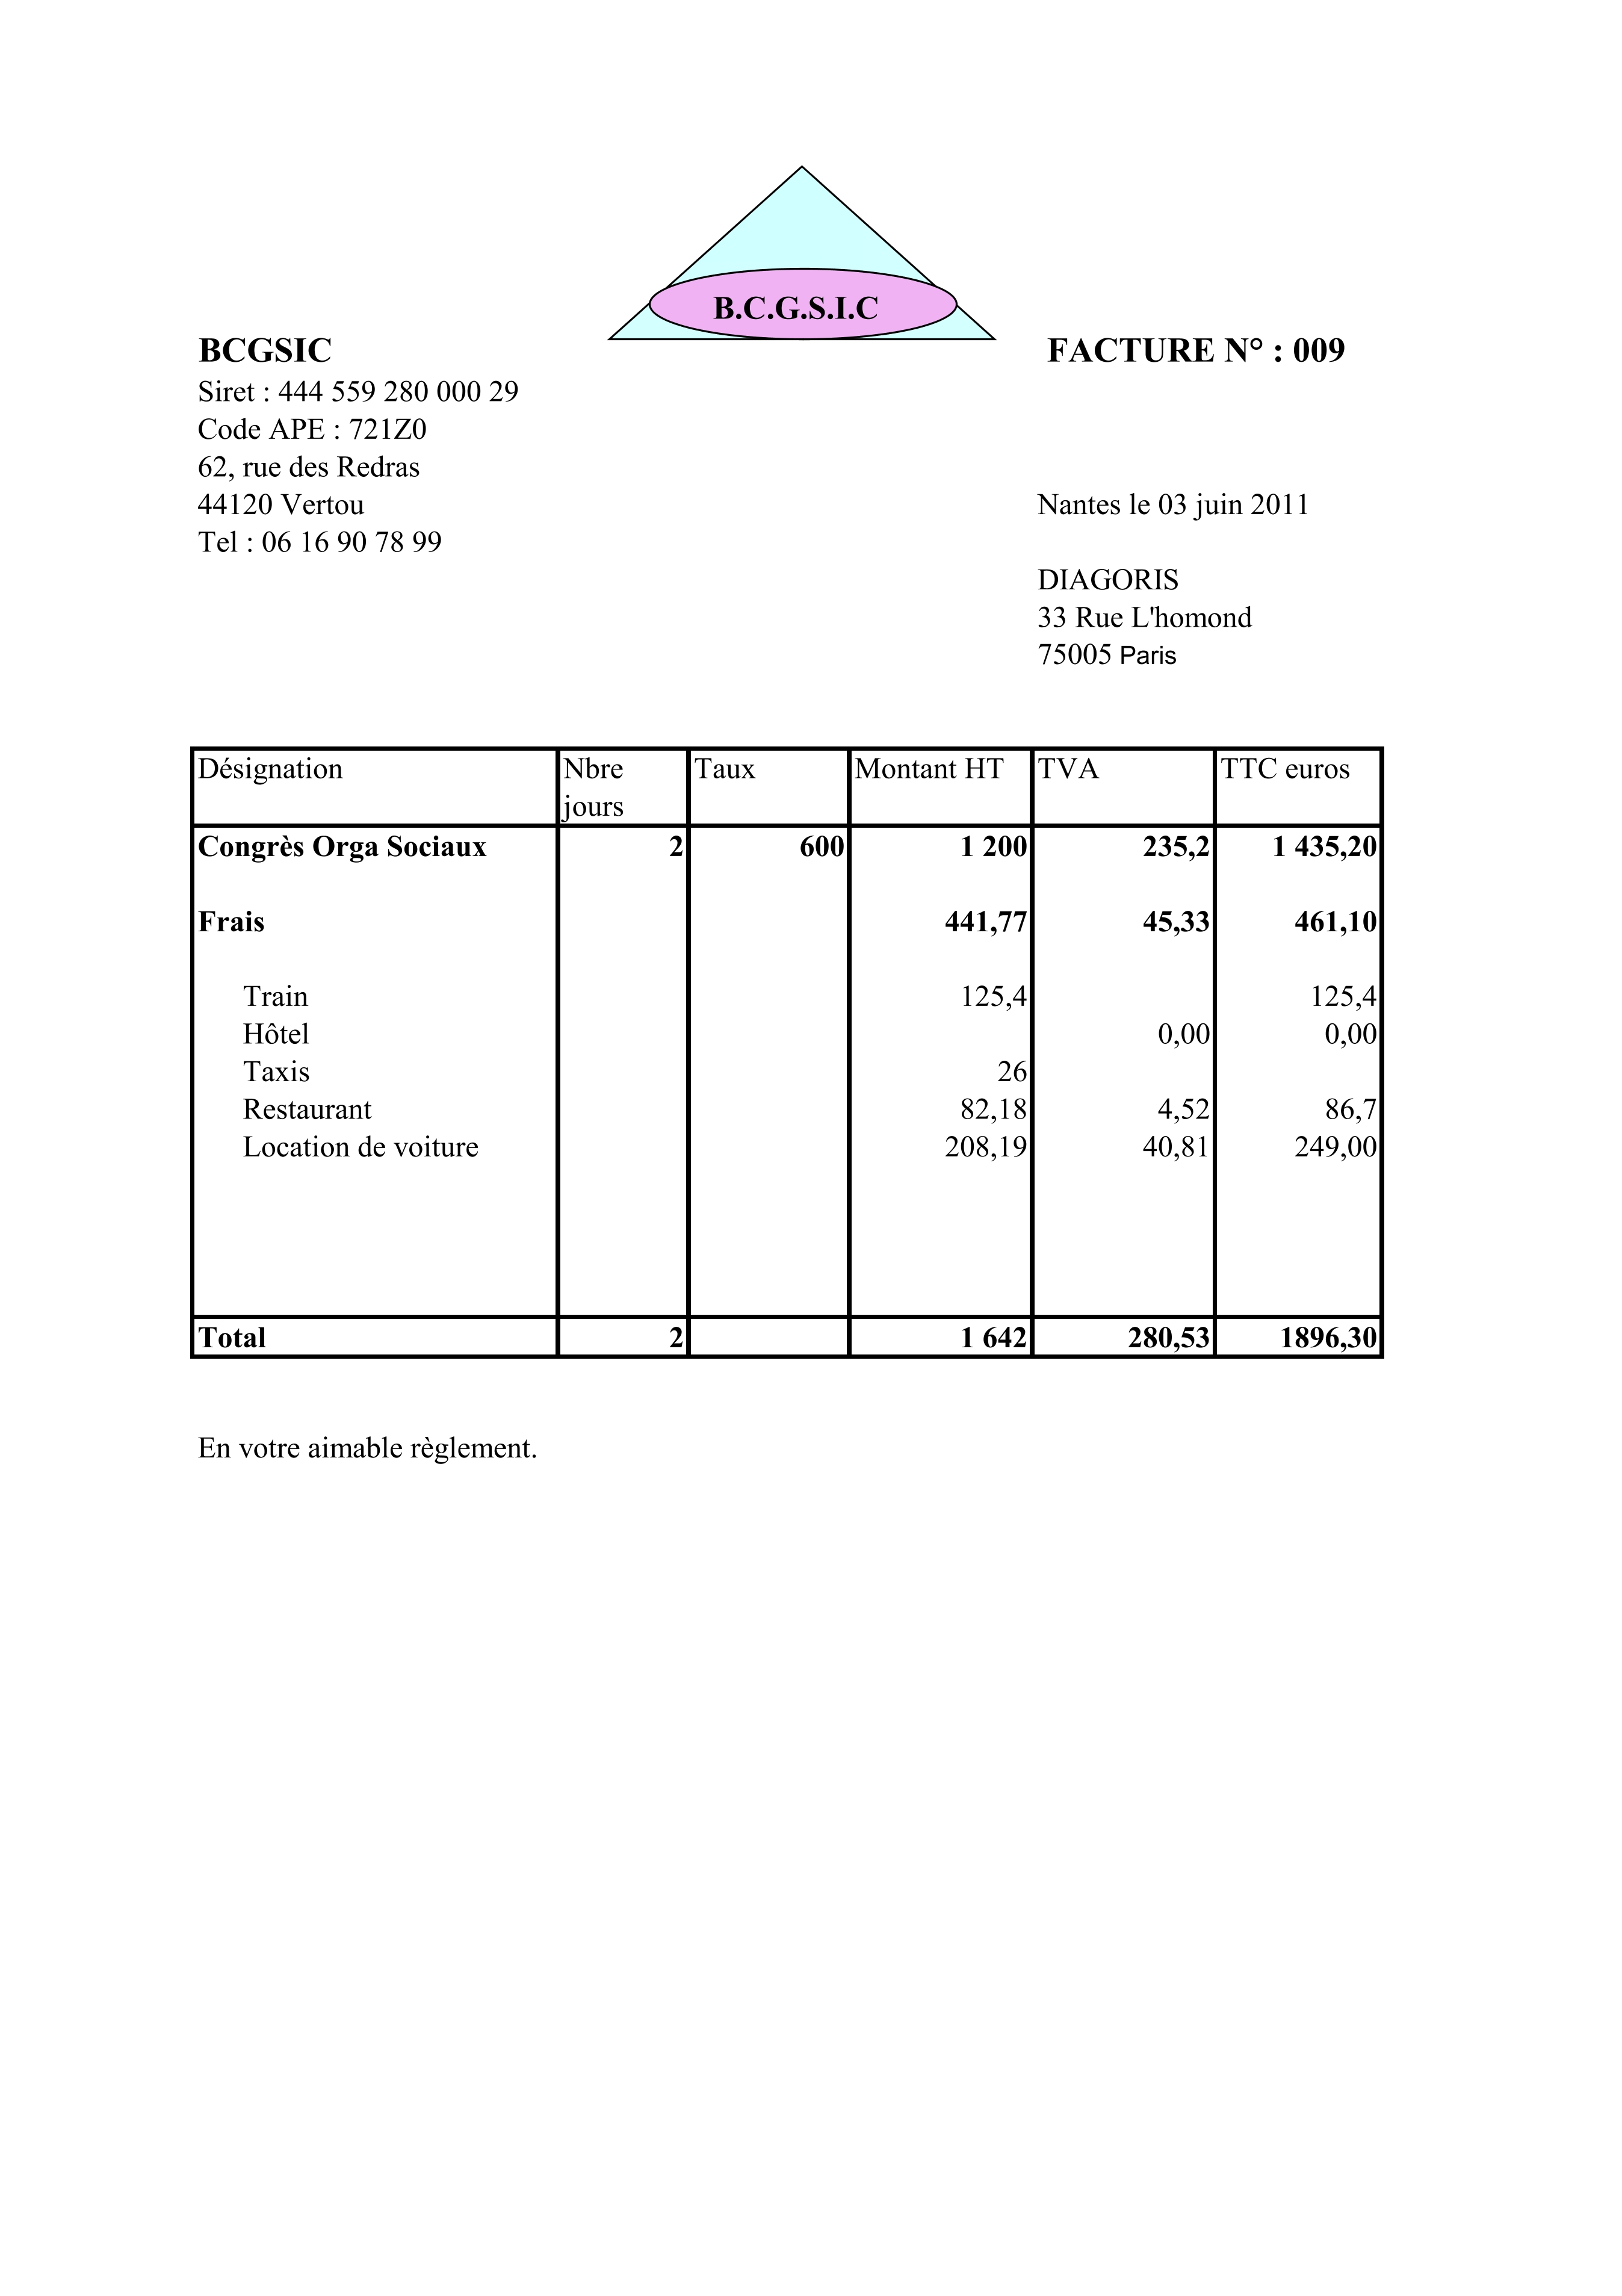 B.C.G.S.I.C
BCGSIC FACTURE N° : 009
Siret : 444 559 280 000 29
Code APE : 721Z0
62, rue des Redras
44120 Vertou Nantes le 03 juin 2011
Tel : 06 16 90 78 99
DIAGORIS
33 Rue L'homond
75005 Paris
Désignation Nbre jours Taux Montant HT TVA TTC euros
Congrès Orga Sociaux 2 600 1 200 235,2 1 435,20
Frais 441,77 45,33 461,10
Train 125,4 125,4
Hôtel 0,00 0,00
Taxis 26
Restaurant 82,18 4,52 86,7
Location de voiture 208,19 40,81 249,00
Total 2 1 642 280,53 1896,30
En votre aimable règlement.